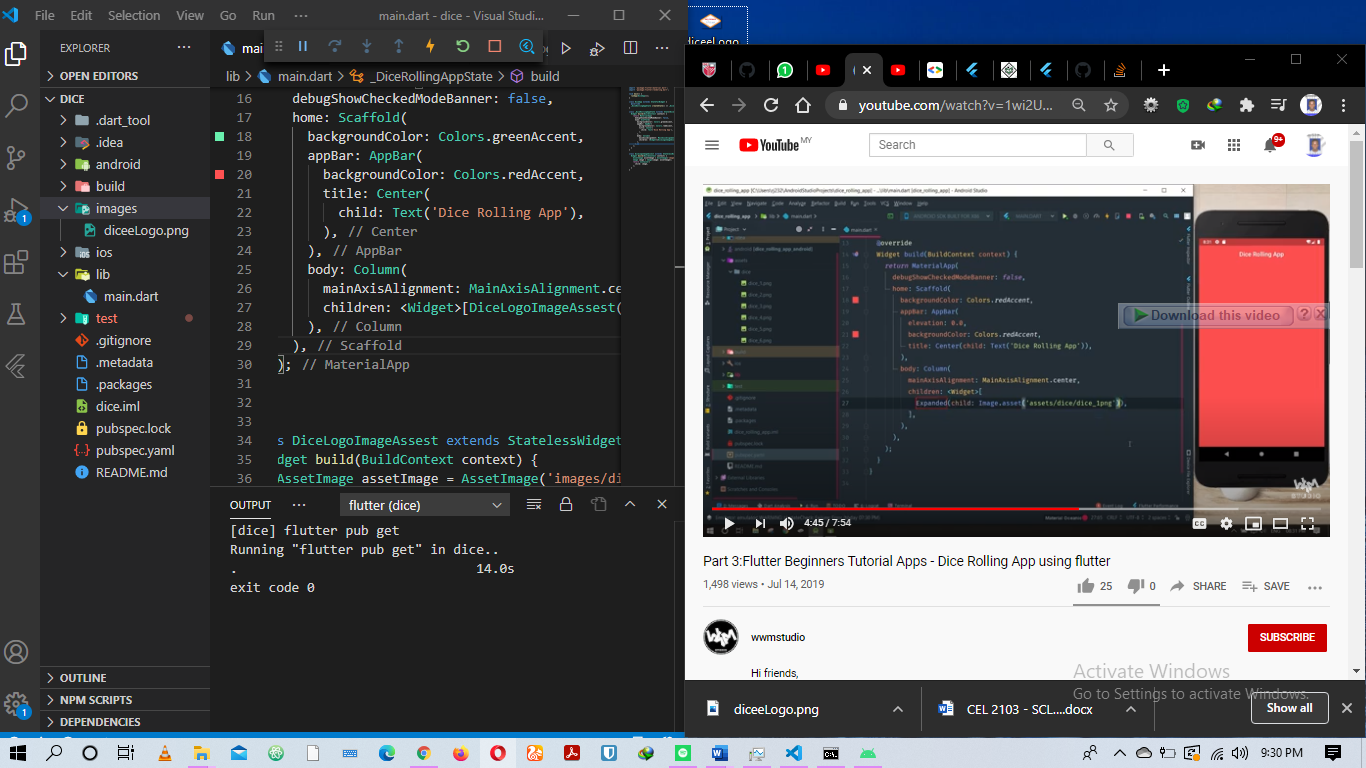 File Edit Selection View Go Run ··· main.dart - dice - Visual Studi...
EXPLORER
OPEN EDITORS
DICE
.dart_tool
.idea
android
build
images
diceeLogo.png
ios
lib
main.dart
test
.gitignore
.metadata
.packages
dice.iml
pubspec.lock
pubspec.yaml
README.md
OUTLINE
NPM SCRIPTS
DEPENDENCIES
1
1
mai
lib > main.dart > _DiceRollingAppState > build
16 debugShowCheckedModeBanner: false,
17 home: Scaffold(
18 backgroundColor: Colors.greenAccent,
19 appBar: AppBar(
20 backgroundColor: Colors.redAccent,
21 title: Center(
22 child: Text('Dice Rolling App'),
23 ), // Center
24 ), // AppBar
25 body: Column(
26 mainAxisAlignment: MainAxisAlignment.ce
27 children: <Widget>[DiceLogoImageAssest(
28 ), // Column
29 ), // Scaffold
30 ); // MaterialApp
31
32
33
34 s DiceLogoImageAssest extends StatelessWidget
35 dget build(BuildContext context) {
36 AssetImage assetImage = AssetImage('images/di
OUTPUT ··· flutter (dice)
[dice] flutter pub get
Running "flutter pub get" in dice..
. 14.0s
exit code 0
diceeLogo
youtube.com/watch?v=1wi2U...
YouTube MY
Search
9+
dice_rolling_app
main.dart
@override
Widget build(BuildContext context) {
return MaterialApp(
debugShowCheckedModeBanner: false,
home: Scaffold(
backgroundColor: Colors.redAccent,
appBar: AppBar(
elevation: 0.0,
backgroundColor: Colors.redAccent,
title: Center(child: Text('Dice Rolling App')),
),
body: Column(
mainAxisAlignment: MainAxisAlignment.center,
children: <Widget>[
Expanded(child: Image.asset('assets/dice/dice_1png')),
],
),
),
);
}
}
Dice Rolling App
Download this video ?
WWM
STUDIO
4:45 / 7:54
CC
Part 3:Flutter Beginners Tutorial Apps - Dice Rolling App using flutter
1,498 views • Jul 14, 2019
25 0 SHARE SAVE ···
wwmstudio
SUBSCRIBE
Hi friends,
Activate Windows
Go to Settings to activate Windows.
diceeLogo.png
CEL 2103 - SCL....docx
Show all
9:30 PM